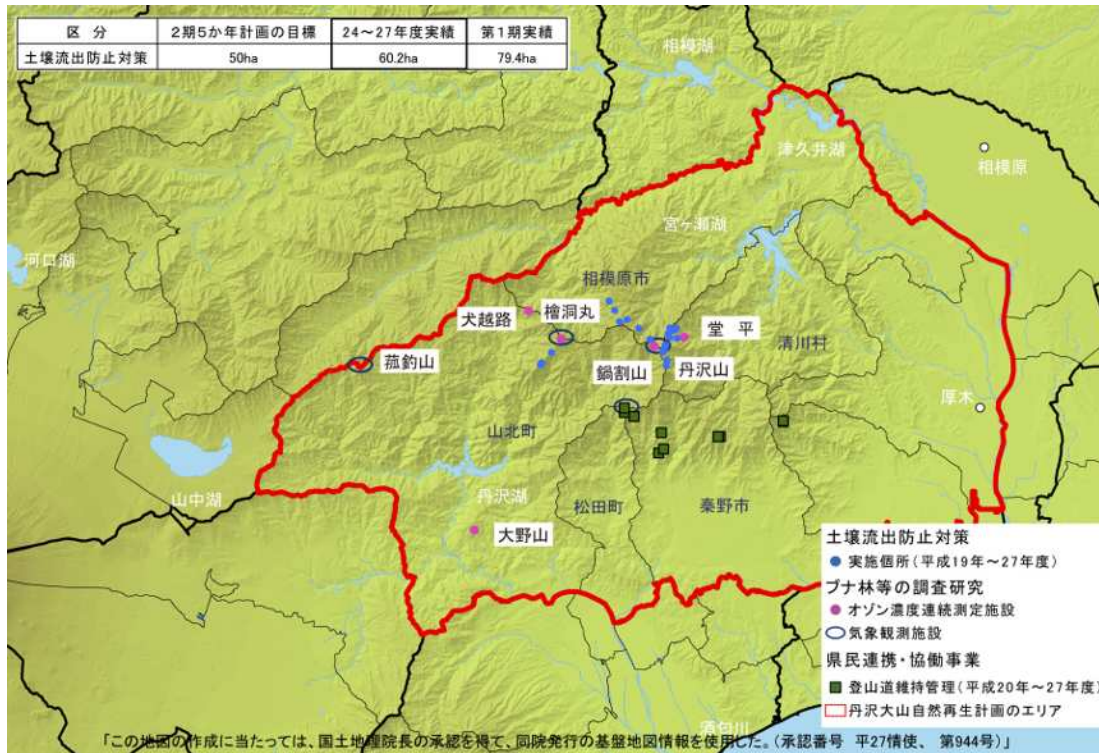 区 分 2期5か年計画の目標 24～27年度実績 第1期実績
土壌流出防止対策 50ha 60.2ha 79.4ha
相模湖
津久井湖
相模原
宮ヶ瀬湖
河口湖
相模原市
犬越路
檜洞丸
堂 平
清川村
菰釣山
鍋割山
丹沢山
厚木
山北町
山中湖
丹沢湖
松田町
秦野市
大野山
土壌流出防止対策
実施個所(平成19年～27年度)
ブナ林等の調査研究
オゾン濃度連続測定施設
気象観測施設
県民連携・協働事業
登山道維持管理(平成20年～27年度)
丹沢大山自然再生計画のエリア
酒匂川
「この地図の作成に当たっては、国土地理院長の承認を得て、同院発行の基盤地図情報を使用した。(承認番号 平27情使、 第944号)」